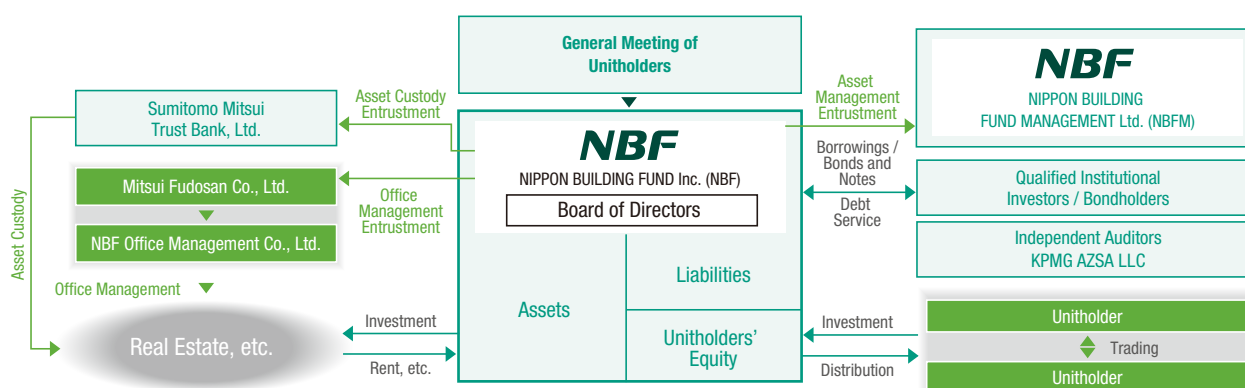 General Meeting of
Unitholders
Sumitomo Mitsui
Trust Bank, Ltd.
Asset Custody
Entrustment
Mitsui Fudosan Co., Ltd.
NBF Office Management Co., Ltd.
Office
Management
Entrustment
Asset Custody
Office Management
Real Estate, etc.
Investment
Rent, etc.
NBF
NIPPON BUILDING FUND Inc. (NBF)
Board of Directors
Assets
Liabilities
Unitholders'
Equity
Asset
Management
Entrustment
Borrowings /
Bonds and
Notes
Debt
Service
NBF
NIPPON BUILDING
FUND MANAGEMENT Ltd. (NBFM)
Qualified Institutional
Investors / Bondholders
Independent Auditors
KPMG AZSA LLC
Investment
Distribution
Unitholder
Trading
Unitholder